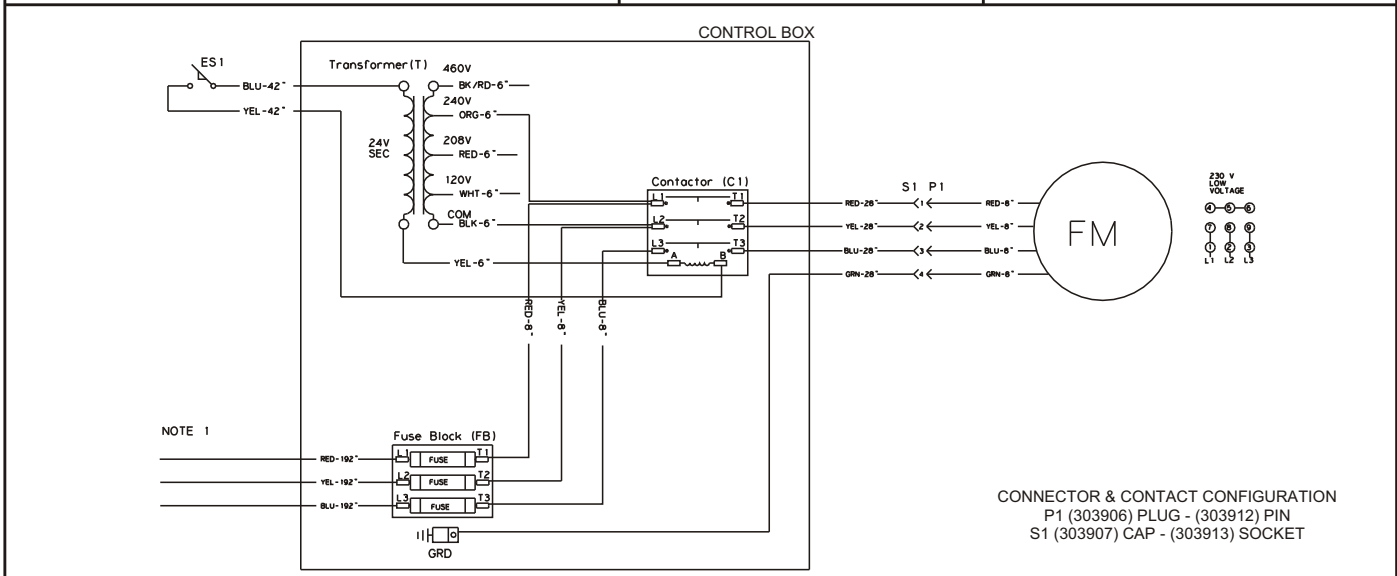 CONTROL BOX
ES1
BLU-42"
YEL-42"
Transformer(T)
460V
BK/RD-6"
240V
ORG-6"
24V
SEC
208V
RED-6"
120V
WHT-6"
COM
BLK-6"
YEL-6"
Contactor (C1)
L1 T1
L2 T2
L3 T3
A B
S1 P1
RED-28" 1 RED-8"
YEL-28" 2 YEL-8"
BLU-28" 3 BLU-8"
GRN-28" 4 GRN-8"
FM
230 V
LOW
VOLTAGE
4 5 6
7 8 9
1 2 3
L1 L2 L3
RED-8"
YEL-8"
BLU-8"
NOTE 1
Fuse Block (FB)
RED-192" L1 FUSE T1
YEL-192" L2 FUSE T2
BLU-192" L3 FUSE T3
GRD
CONNECTOR & CONTACT CONFIGURATION
P1 (303906) PLUG - (303912) PIN
S1 (303907) CAP - (303913) SOCKET